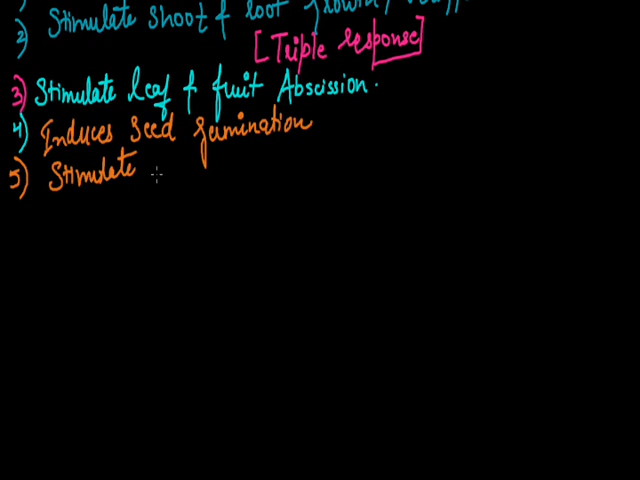 2) Stimulate shoot & root growth,
[Triple response]
3) Stimulate leaf & fruit Abscission.
4) Induces seed germination
5) Stimulate